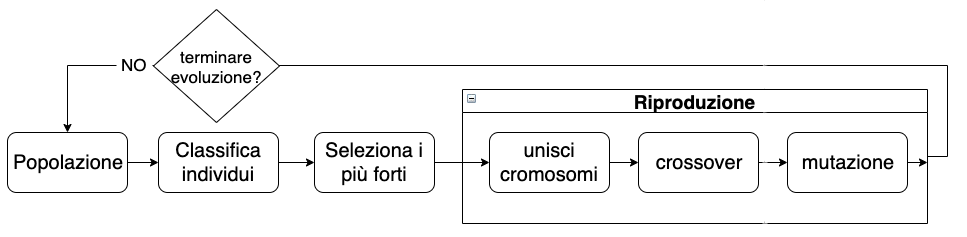 terminare
evoluzione?
NO
Riproduzione
Popolazione
Classifica
individui
Seleziona i
più forti
unisci
cromosomi
crossover
mutazione